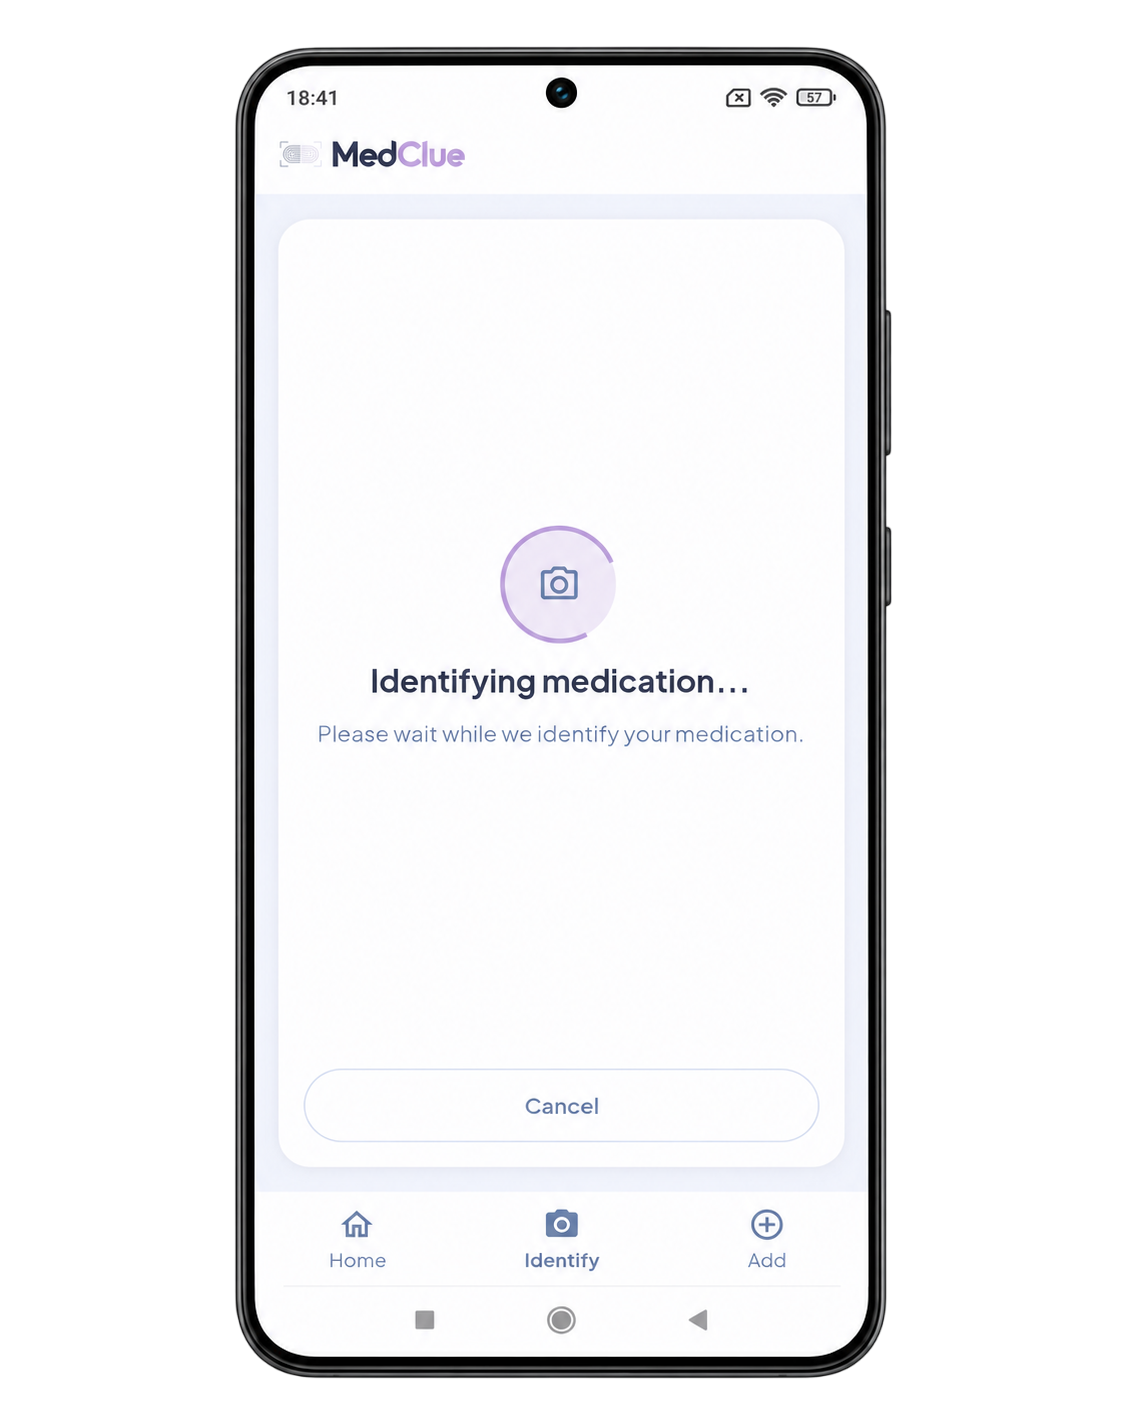 18:41
57
MedClue
Identifying medication...
Please wait while we identify your medication.
Cancel
Home
Identify
Add